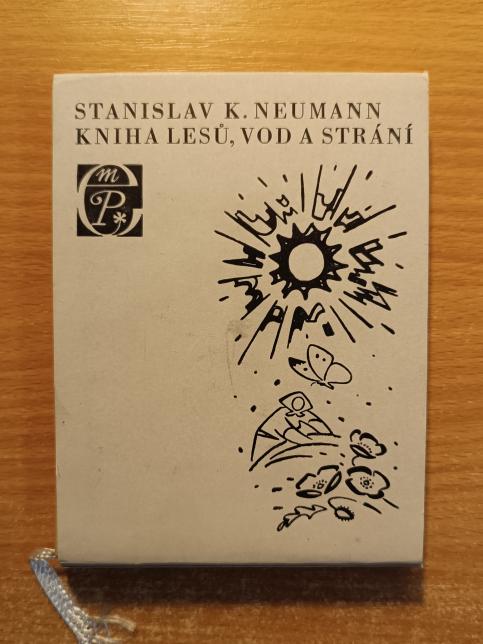 STANISLAV K. NEUMANN
KNIHA LESŮ, VOD A STRÁNÍ
m
P